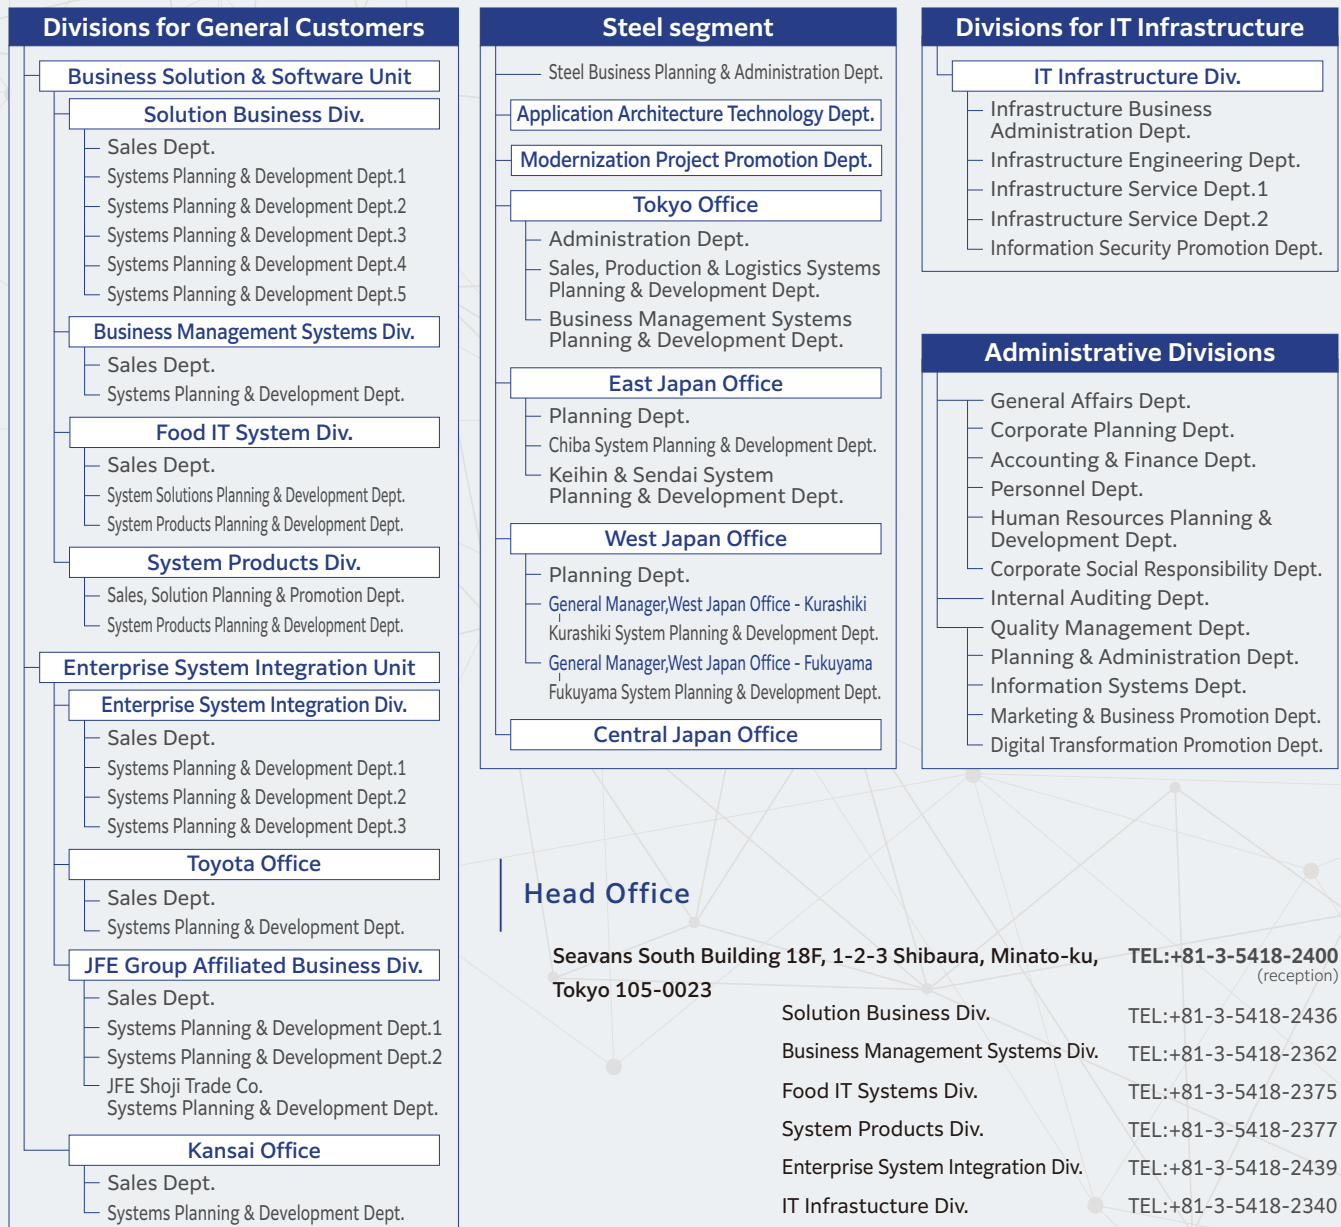 Divisions for General Customers
Business Solution & Software Unit
Solution Business Div.
Sales Dept.
Systems Planning & Development Dept.1
Systems Planning & Development Dept.2
Systems Planning & Development Dept.3
Systems Planning & Development Dept.4
Systems Planning & Development Dept.5
Business Management Systems Div.
Sales Dept.
Systems Planning & Development Dept.
Food IT System Div.
Sales Dept.
System Solutions Planning & Development Dept.
System Products Planning & Development Dept.
System Products Div.
Sales, Solution Planning & Promotion Dept.
System Products Planning & Development Dept.
Enterprise System Integration Unit
Enterprise System Integration Div.
Sales Dept.
Systems Planning & Development Dept.1
Systems Planning & Development Dept.2
Systems Planning & Development Dept.3
Toyota Office
Sales Dept.
Systems Planning & Development Dept.
JFE Group Affiliated Business Div.
Sales Dept.
Systems Planning & Development Dept.1
Systems Planning & Development Dept.2
JFE Shoji Trade Co.
Systems Planning & Development Dept.
Kansai Office
Sales Dept.
Systems Planning & Development Dept.
Steel segment
Steel Business Planning & Administration Dept.
Application Architecture Technology Dept.
Modernization Project Promotion Dept.
Tokyo Office
Administration Dept.
Sales, Production & Logistics Systems
Planning & Development Dept.
Business Management Systems
Planning & Development Dept.
East Japan Office
Planning Dept.
Chiba System Planning & Development Dept.
Keihin & Sendai System
Planning & Development Dept.
West Japan Office
Planning Dept.
General Manager,West Japan Office - Kurashiki
Kurashiki System Planning & Development Dept.
General Manager,West Japan Office - Fukuyama
Fukuyama System Planning & Development Dept.
Central Japan Office
Divisions for IT Infrastructure
IT Infrastructure Div.
Infrastructure Business
Administration Dept.
Infrastructure Engineering Dept.
Infrastructure Service Dept.1
Infrastructure Service Dept.2
Information Security Promotion Dept.
Administrative Divisions
General Affairs Dept.
Corporate Planning Dept.
Accounting & Finance Dept.
Personnel Dept.
Human Resources Planning &
Development Dept.
Corporate Social Responsibility Dept.
Internal Auditing Dept.
Quality Management Dept.
Planning & Administration Dept.
Information Systems Dept.
Marketing & Business Promotion Dept.
Digital Transformation Promotion Dept.
Head Office
Seavans South Building 18F, 1-2-3 Shibaura, Minato-ku, TEL:+81-3-5418-2400
(reception)
Tokyo 105-0023
Solution Business Div. TEL:+81-3-5418-2436
Business Management Systems Div. TEL:+81-3-5418-2362
Food IT Systems Div. TEL:+81-3-5418-2375
System Products Div. TEL:+81-3-5418-2377
Enterprise System Integration Div. TEL:+81-3-5418-2439
IT Infrastucture Div. TEL:+81-3-5418-2340